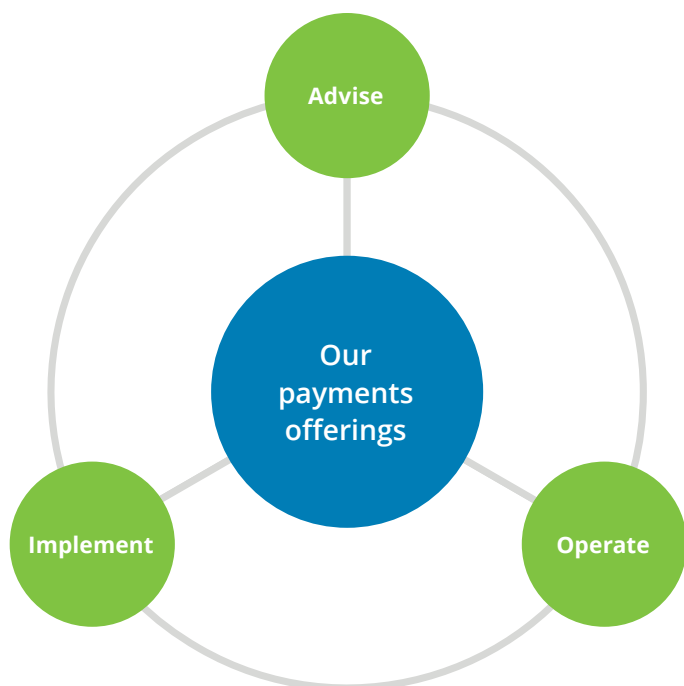 Advise
Our
payments
offerings
Implement
Operate